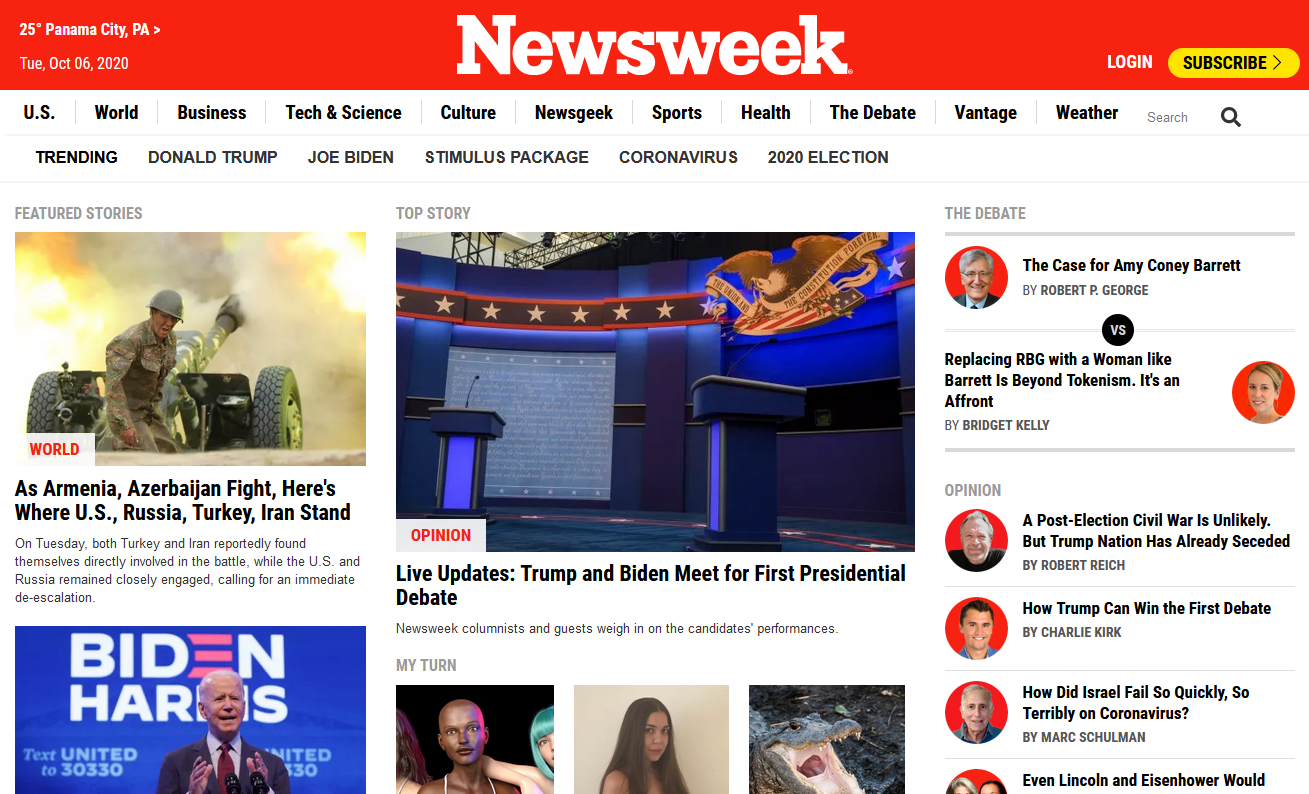 25° Panama City, PA >
Tue, Oct 06, 2020
Newsweek
LOGIN
SUBSCRIBE >
U.S.
World
Business
Tech & Science
Culture
Newsgeek
Sports
Health
The Debate
Vantage
Weather
Search
TRENDING
DONALD TRUMP
JOE BIDEN
STIMULUS PACKAGE
CORONAVIRUS
2020 ELECTION
FEATURED STORIES
WORLD
As Armenia, Azerbaijan Fight, Here's
Where U.S., Russia, Turkey, Iran Stand
On Tuesday, both Turkey and Iran reportedly found
themselves directly involved in the battle, while the U.S. and
Russia remained closely engaged, calling for an immediate
de-escalation.
BIDEN
HARRIS
Text UNITED
to 30330
UNITED
330
TOP STORY
THE UNION AND
THE CONSTITUTION FOREVER.
OPINION
Live Updates: Trump and Biden Meet for First Presidential
Debate
Newsweek columnists and guests weigh in on the candidates' performances.
MY TURN
THE DEBATE
The Case for Amy Coney Barrett
BY ROBERT P. GEORGE
VS
Replacing RBG with a Woman like
Barrett Is Beyond Tokenism. It's an
Affront
BY BRIDGET KELLY
OPINION
A Post-Election Civil War Is Unlikely.
But Trump Nation Has Already Seceded
BY ROBERT REICH
How Trump Can Win the First Debate
BY CHARLIE KIRK
How Did Israel Fail So Quickly, So
Terribly on Coronavirus?
BY MARC SCHULMAN
Even Lincoln and Eisenhower Would